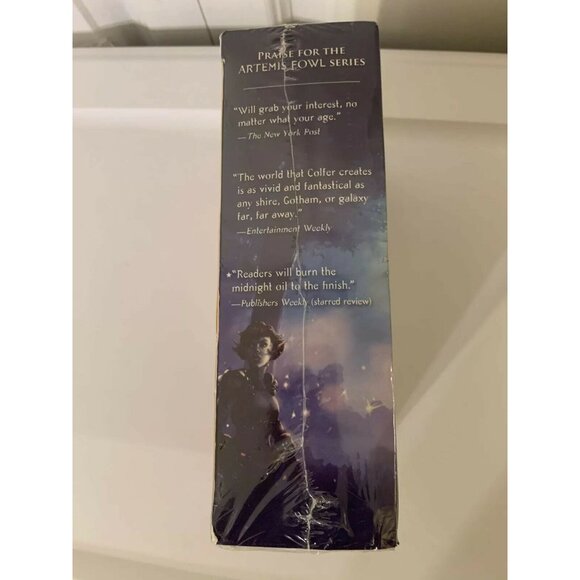 PRAISE FOR THE
ARTEMIS FOWL SERIES
“Will grab your interest, no
matter what your age.”
—The New York Post
“The world that Colfer creates
is as vivid and fantastical as
any shire, Gotham, or galaxy
far, far away.”
—Entertainment Weekly
★“Readers will burn the
midnight oil to the finish.”
—Publishers Weekly (starred review)